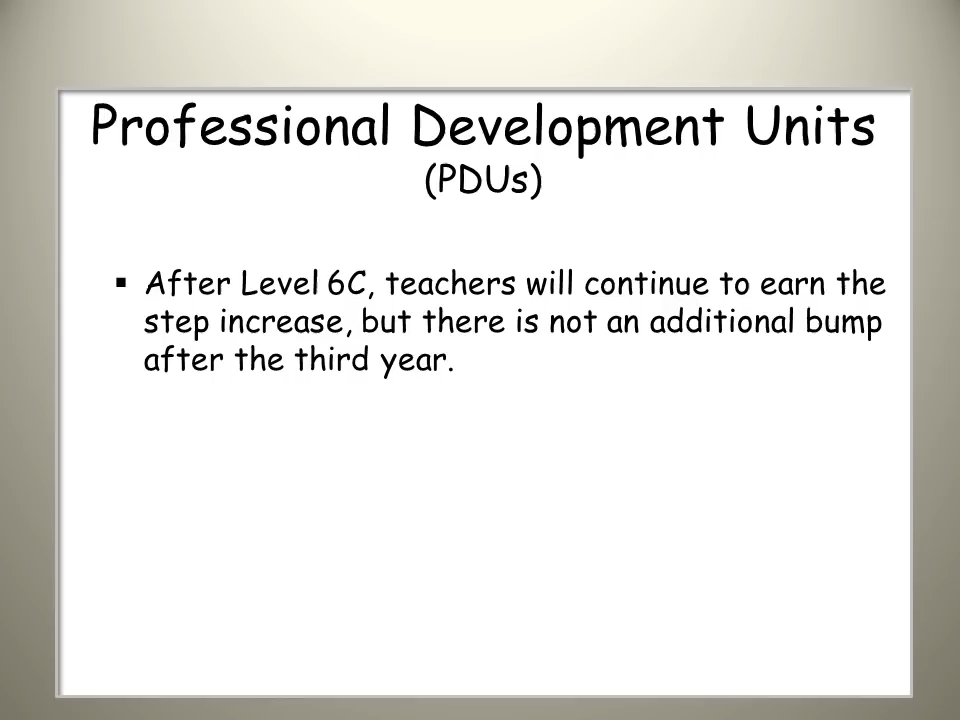 Professional Development Units
(PDUs)
▪ After Level 6C, teachers will continue to earn the
step increase, but there is not an additional bump
after the third year.